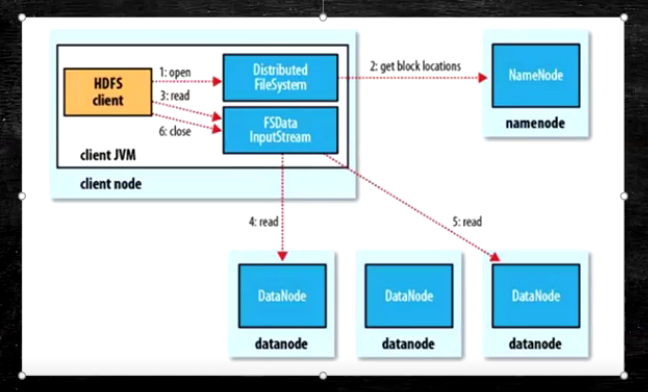 HDFS
client
1: open
3: read
6: close
Distributed
FileSystem
FSData
InputStream
client JVM
client node
2: get block locations
NameNode
namenode
4: read
5: read
DataNode
datanode
DataNode
datanode
DataNode
datanode